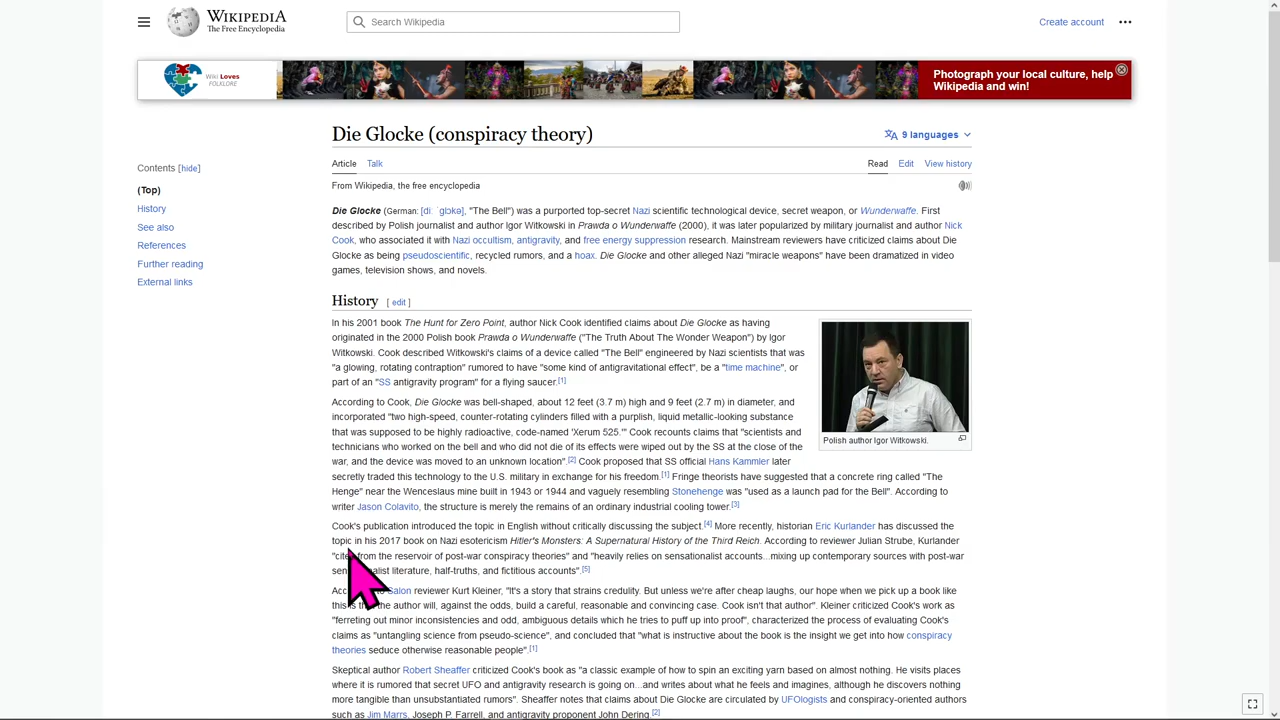 WIKIPEDIA
The Free Encyclopedia
Search Wikipedia
Create account
Wiki Loves
FOLKLORE
Photograph your local culture, help
Wikipedia and win!
Die Glocke (conspiracy theory)
9 languages
Contents [hide]
(Top)
History
See also
References
Further reading
External links
Article Talk
Read Edit View history
From Wikipedia, the free encyclopedia
Die Glocke (German: [diː ˈɡlɔkə], "The Bell") was a purported top-secret Nazi scientific technological device, secret weapon, or Wunderwaffe. First
described by Polish journalist and author Igor Witkowski in Prawda o Wunderwaffe (2000), it was later popularized by military journalist and author Nick
Cook, who associated it with Nazi occultism, antigravity, and free energy suppression research. Mainstream reviewers have criticized claims about Die
Glocke as being pseudoscientific, recycled rumors, and a hoax. Die Glocke and other alleged Nazi "miracle weapons" have been dramatized in video
games, television shows, and novels.
History [ edit ]
In his 2001 book The Hunt for Zero Point, author Nick Cook identified claims about Die Glocke as having
originated in the 2000 Polish book Prawda o Wunderwaffe ("The Truth About The Wonder Weapon") by Igor
Witkowski. Cook described Witkowski's claims of a device called "The Bell" engineered by Nazi scientists that was
"a glowing, rotating contraption" rumored to have "some kind of antigravitational effect", be a "time machine", or
part of an "SS antigravity program" for a flying saucer.[1]
According to Cook, Die Glocke was bell-shaped, about 12 feet (3.7 m) high and 9 feet (2.7 m) in diameter, and
incorporated "two high-speed, counter-rotating cylinders filled with a purplish, liquid metallic-looking substance
that was supposed to be highly radioactive, code-named 'Xerum 525.'" Cook recounts claims that "scientists and
technicians who worked on the bell and who did not die of its effects were wiped out by the SS at the close of the
war, and the device was moved to an unknown location".[2] Cook proposed that SS official Hans Kammler later
secretly traded this technology to the U.S. military in exchange for his freedom.[1] Fringe theorists have suggested that a concrete ring called "The
Henge" near the Wenceslaus mine built in 1943 or 1944 and vaguely resembling Stonehenge was "used as a launch pad for the Bell". According to
writer Jason Colavito, the structure is merely the remains of an ordinary industrial cooling tower.[3]
Polish author Igor Witkowski.
Cook's publication introduced the topic in English without critically discussing the subject.[4] More recently, historian Eric Kurlander has discussed the
topic in his 2017 book on Nazi esotericism Hitler's Monsters: A Supernatural History of the Third Reich. According to reviewer Julian Strube, Kurlander
"cites from the reservoir of post-war conspiracy theories" and "heavily relies on sensationalist accounts...mixing up contemporary sources with post-war
sensationalist literature, half-truths, and fictitious accounts".[5]
According to Salon reviewer Kurt Kleiner, "It's a story that strains credulity. But unless we're after cheap laughs, our hope when we pick up a book like
this is that the author will, against the odds, build a careful, reasonable and convincing case. Cook isn't that author". Kleiner criticized Cook's work as
"ferreting out minor inconsistencies and odd, ambiguous details which he tries to puff up into proof", characterized the process of evaluating Cook's
claims as "untangling science from pseudo-science", and concluded that "what is instructive about the book is the insight we get into how conspiracy
theories seduce otherwise reasonable people".[1]
Skeptical author Robert Sheaffer criticized Cook's book as "a classic example of how to spin an exciting yarn based on almost nothing. He visits places
where it is rumored that secret UFO and antigravity research is going on...and writes about what he feels and imagines, although he discovers nothing
more tangible than unsubstantiated rumors". Sheaffer notes that claims about Die Glocke are circulated by UFOlogists and conspiracy-oriented authors
such as Jim Marrs, Joseph P. Farrell, and antigravity proponent John Dering.[2]